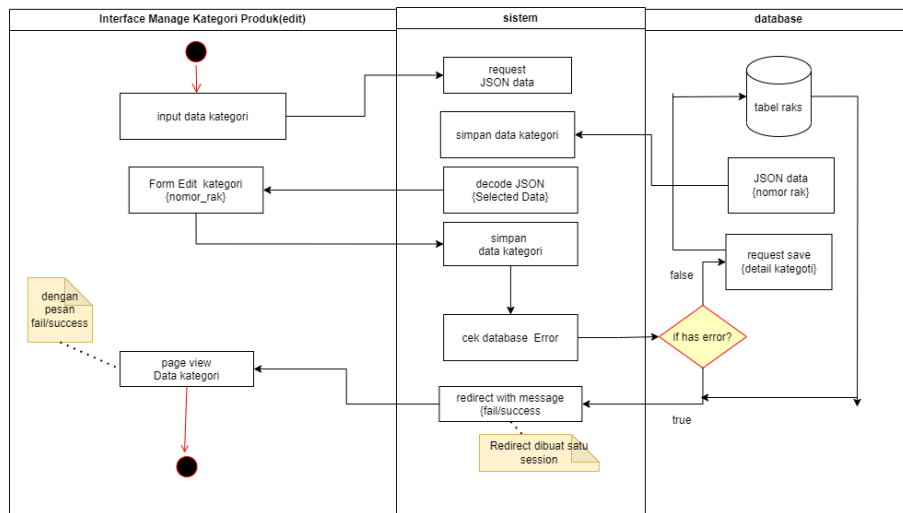 Interface Manage Kategori Produk(edit)
sistem
database
request
JSON data
tabel raks
input data kategori
simpan data kategori
Form Edit kategori
{nomor_rak}
decode JSON
{Selected Data}
JSON data
{nomor rak}
simpan
data kategori
request save
{detail kategoti}
false
dengan
pesan
fail/success
cek database Error
if has error?
page view
Data kategori
redirect with message
{fail/success
true
Redirect dibuat satu
session